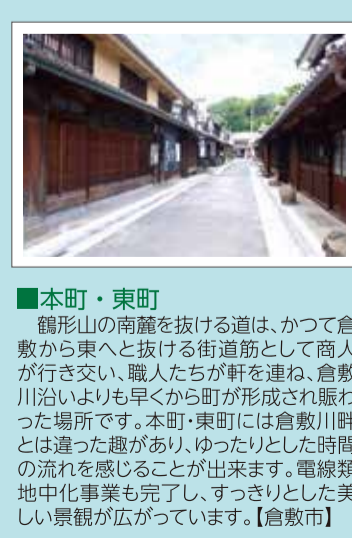 ■本町・東町
鶴形山の南麓を抜ける道は、かつて倉
敷から東へと抜ける街道筋として商人
が行き交い、職人たちが軒を連ね、倉敷
川沿いよりも早くから町が形成され賑わ
った場所です。本町・東町には倉敷川畔
とは違った趣があり、ゆったりとした時間
の流れを感じることが出来ます。電線類
地中化事業も完了し、すっきりとした美
しい景観が広がっています。【倉敷市】